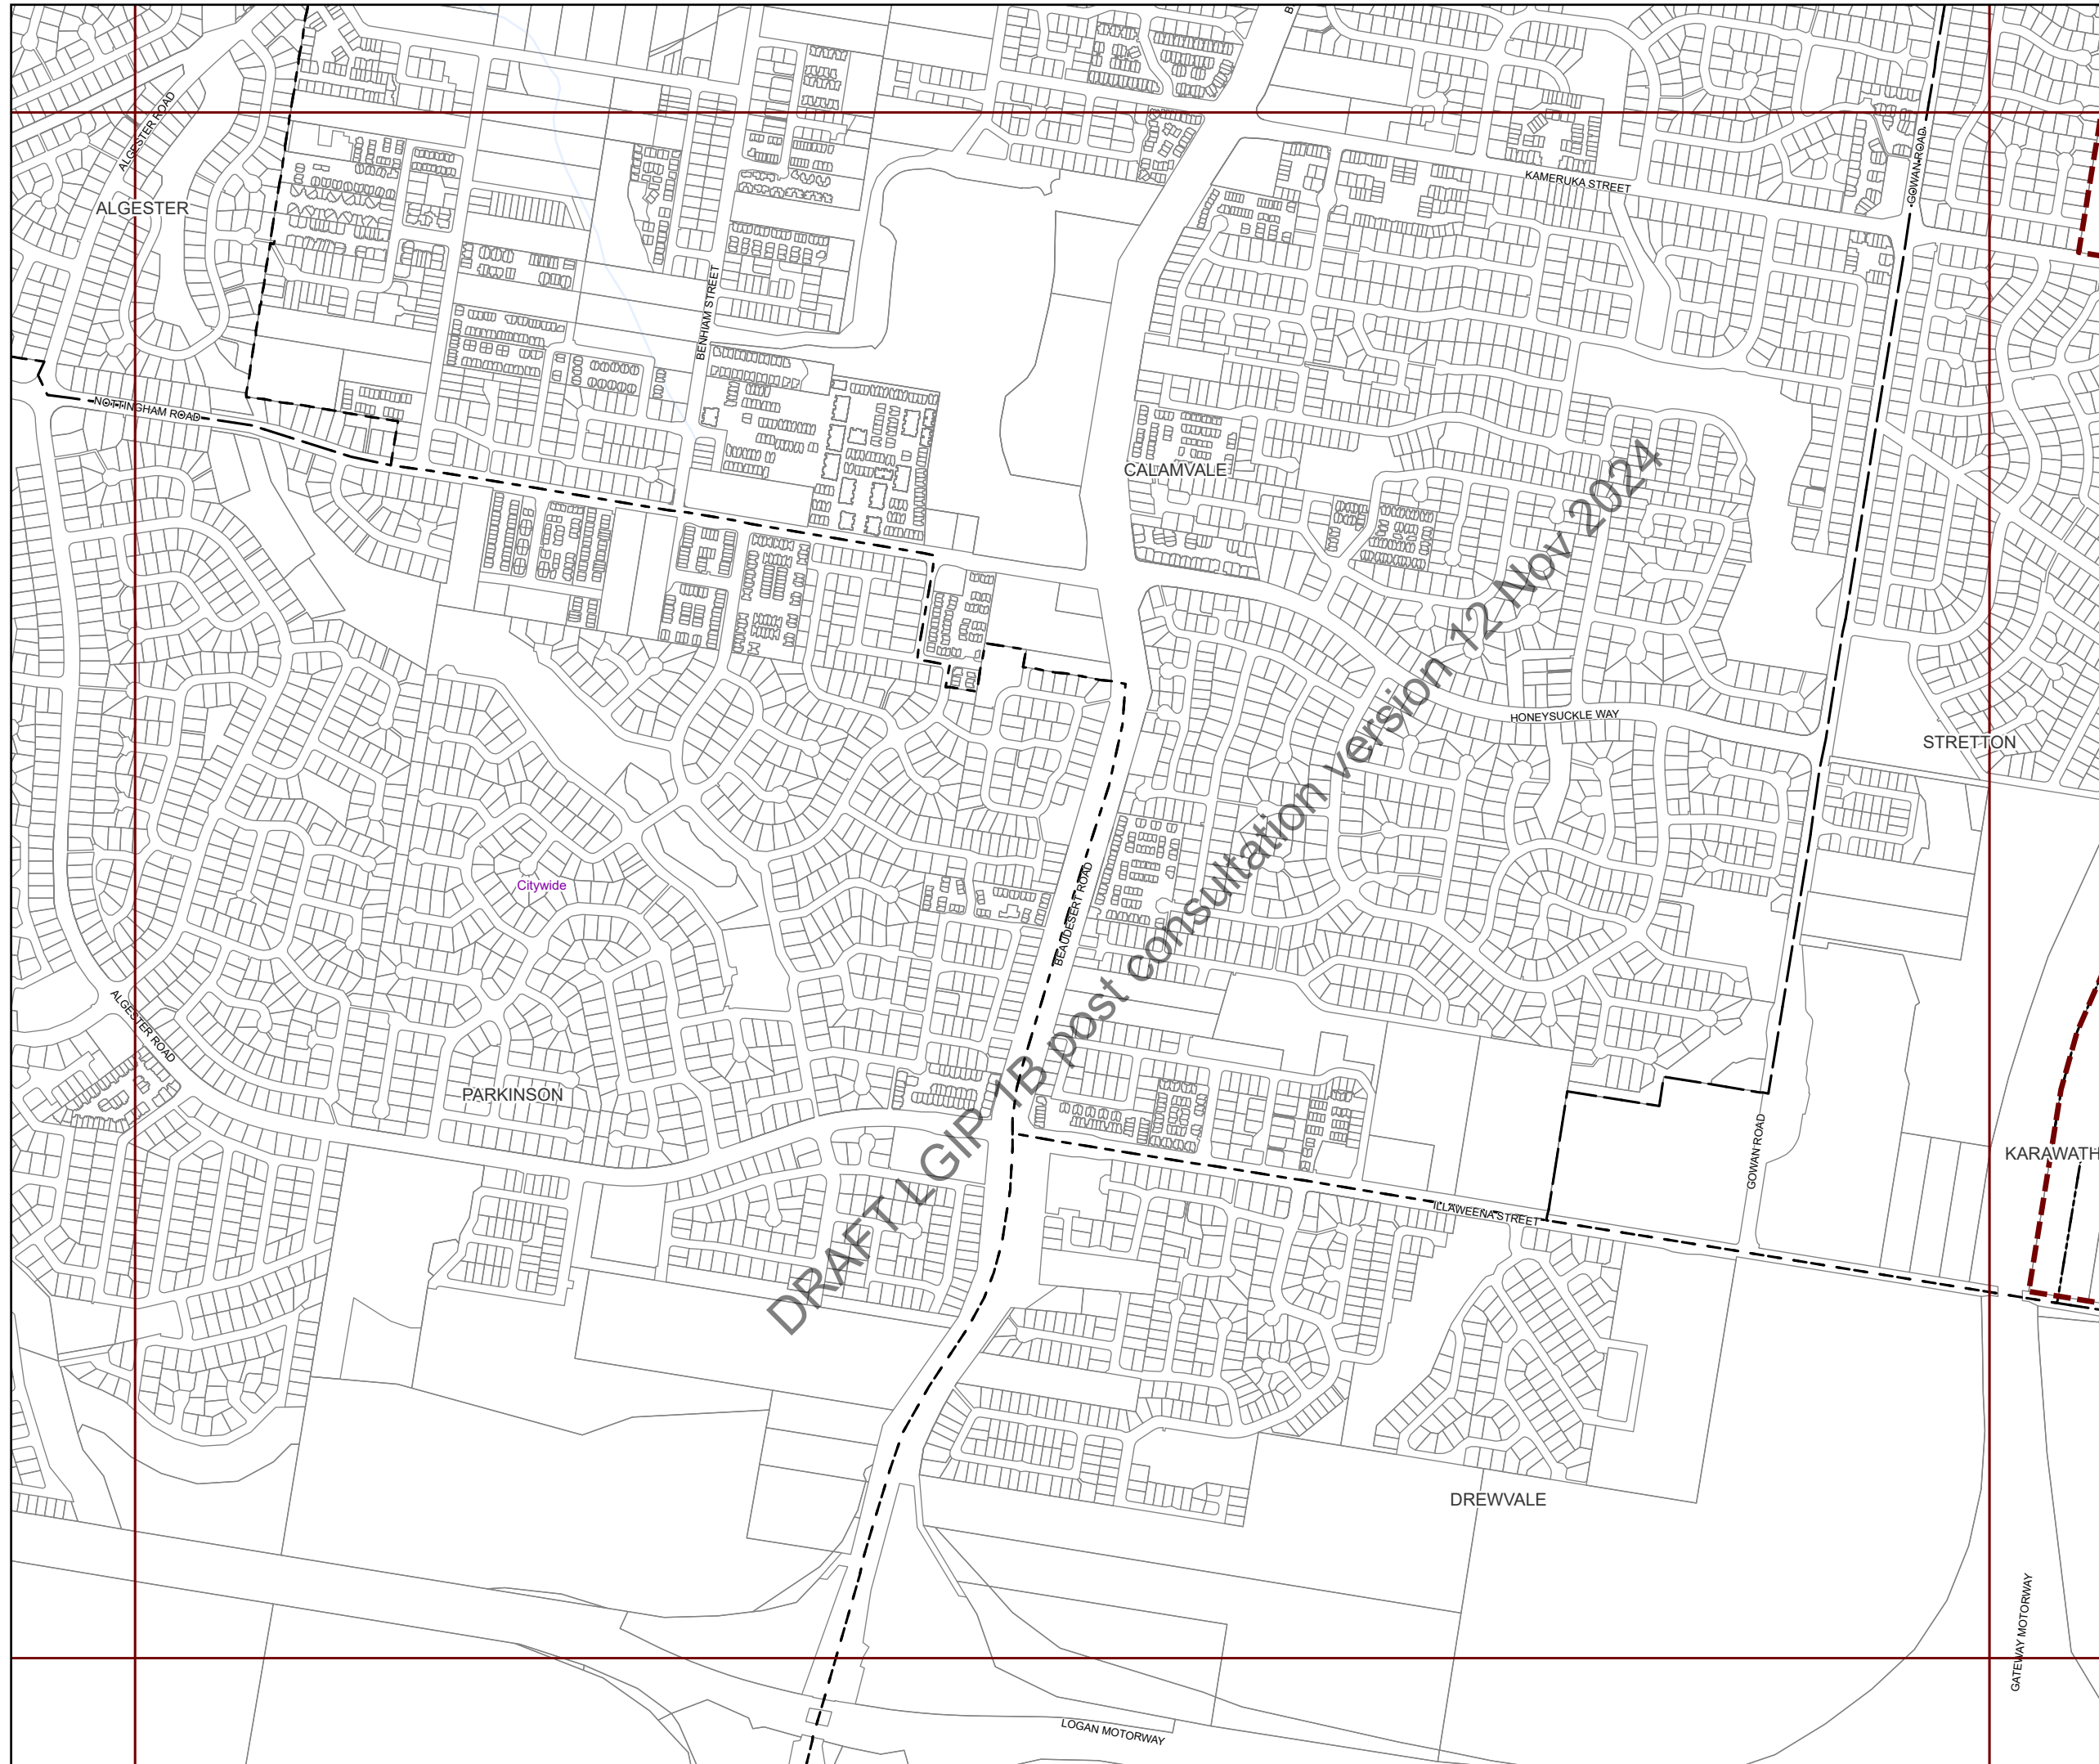 B
ALGESTER ROAD
GOWAN ROAD
KAMERUKA STREET
ALGESTER
BENHIAM STREET
NOTTINGHAM ROAD
CALAMVALE
HONEYSUCKLE WAY
STRETTON
Citywide
BEAUDESERT ROAD
DRAFT LGIP 1B post consultation version 12 Nov 2024
ALGESTER ROAD
PARKINSON
GOWAN ROAD
KARAWATH
ILLAWEENA STREET
DREWVALE
GATEWAY MOTORWAY
LOGAN MOTORWAY